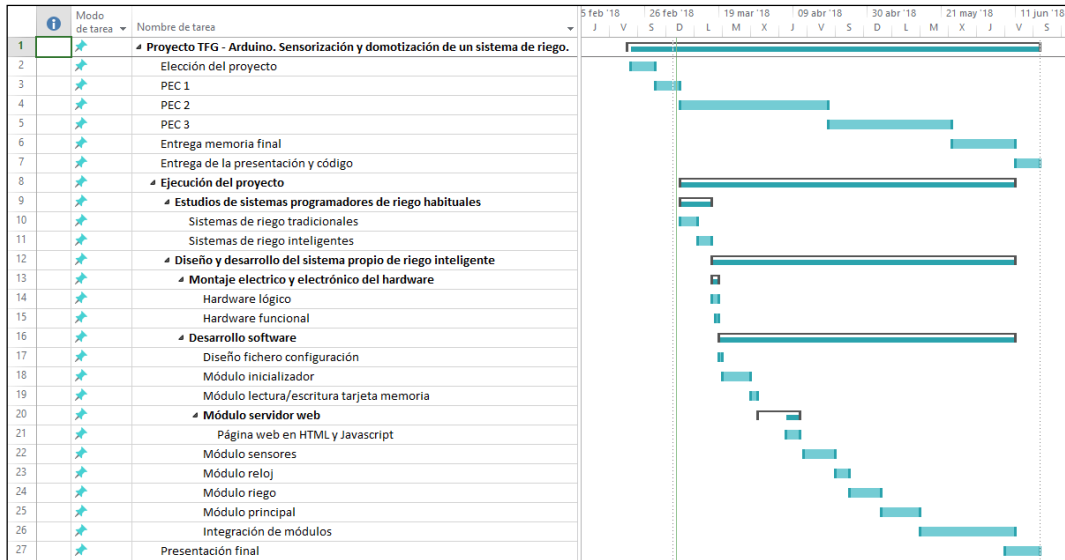 Modo de tarea Nombre de tarea 5 feb '18 26 feb '18 19 mar '18 09 abr '18 30 abr '18 21 may '18 11 jun '18
J V S D L M X J V S D L M X J V S
1 Proyecto TFG - Arduino. Sensorización y domotización de un sistema de riego.
2 Elección del proyecto
3 PEC 1
4 PEC 2
5 PEC 3
6 Entrega memoria final
7 Entrega de la presentación y código
8 Ejecución del proyecto
9 Estudios de sistemas programadores de riego habituales
10 Sistemas de riego tradicionales
11 Sistemas de riego inteligentes
12 Diseño y desarrollo del sistema propio de riego inteligente
13 Montaje electrico y electrónico del hardware
14 Hardware lógico
15 Hardware funcional
16 Desarrollo software
17 Diseño fichero configuración
18 Módulo inicializador
19 Módulo lectura/escritura tarjeta memoria
20 Módulo servidor web
21 Página web en HTML y Javascript
22 Módulo sensores
23 Módulo reloj
24 Módulo riego
25 Módulo principal
26 Integración de módulos
27 Presentación final